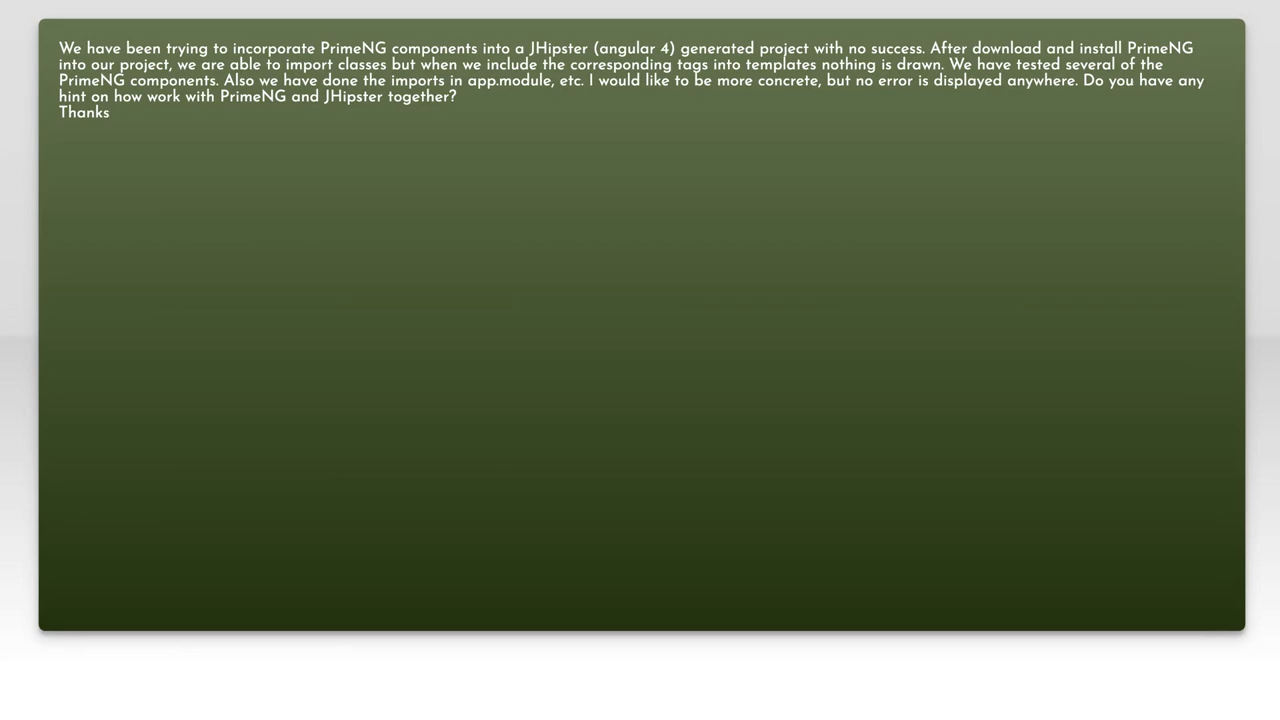 We have been trying to incorporate PrimeNG components into a JHipster (angular 4) generated project with no success. After download and install PrimeNG
into our project, we are able to import classes but when we include the corresponding tags into templates nothing is drawn. We have tested several of the
PrimeNG components. Also we have done the imports in app.module, etc. I would like to be more concrete, but no error is displayed anywhere. Do you have any
hint on how work with PrimeNG and JHipster together?
Thanks